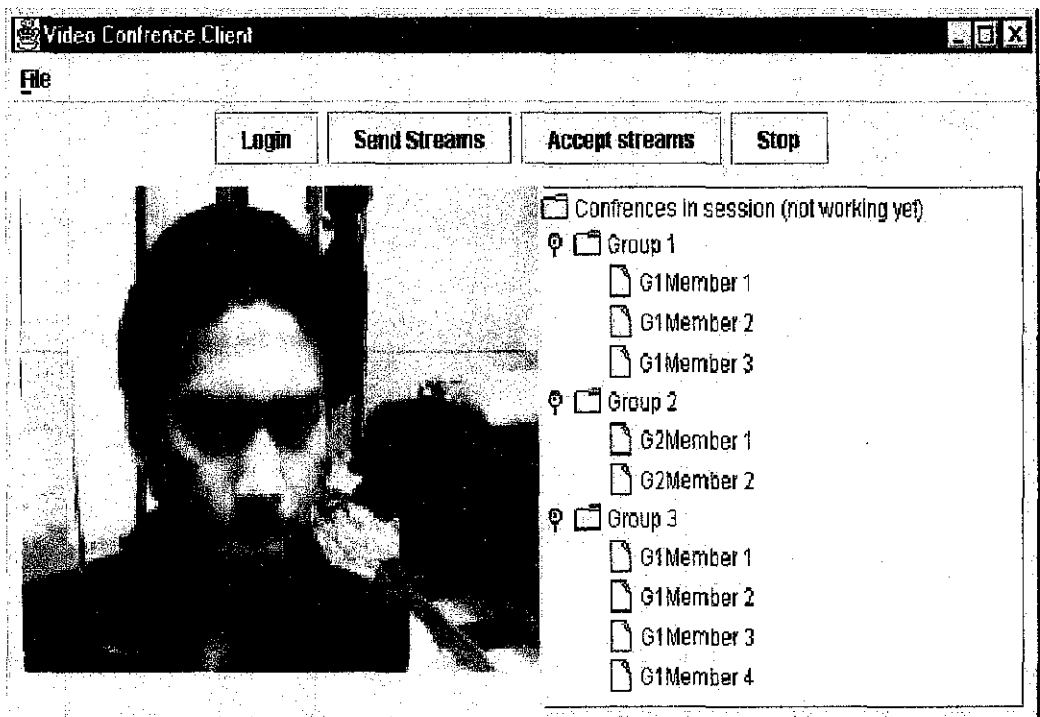 Video Confrence Client
File
Login Send Streams Accept streams Stop
Confrences in session (not working yet)
Group 1
G1Member 1
G1Member 2
G1Member 3
Group 2
G2Member 1
G2Member 2
Group 3
G1Member 1
G1Member 2
G1Member 3
G1Member 4